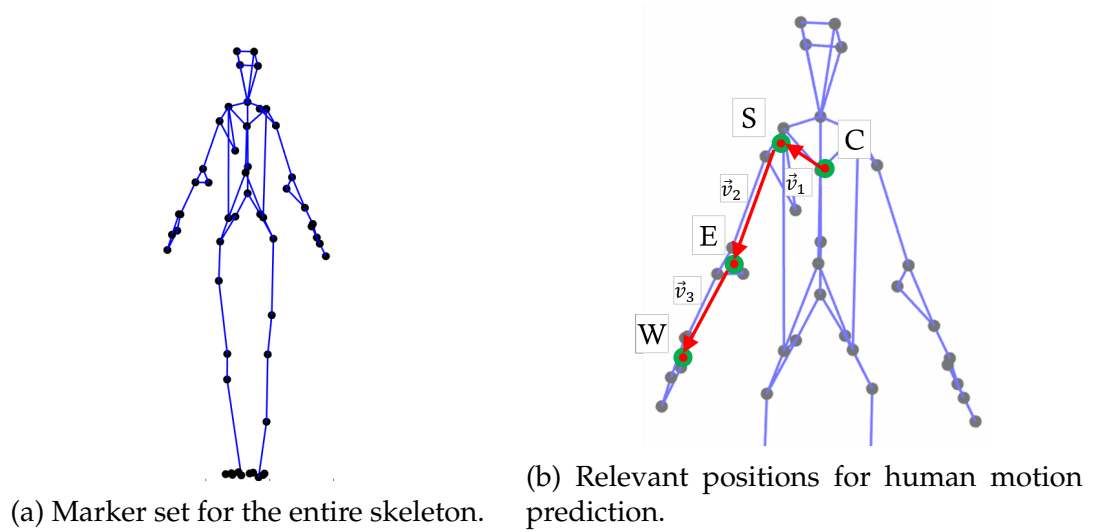 S
C
v⃗₂
v⃗₁
E
v⃗₃
W
(a) Marker set for the entire skeleton.
(b) Relevant positions for human motion
prediction.